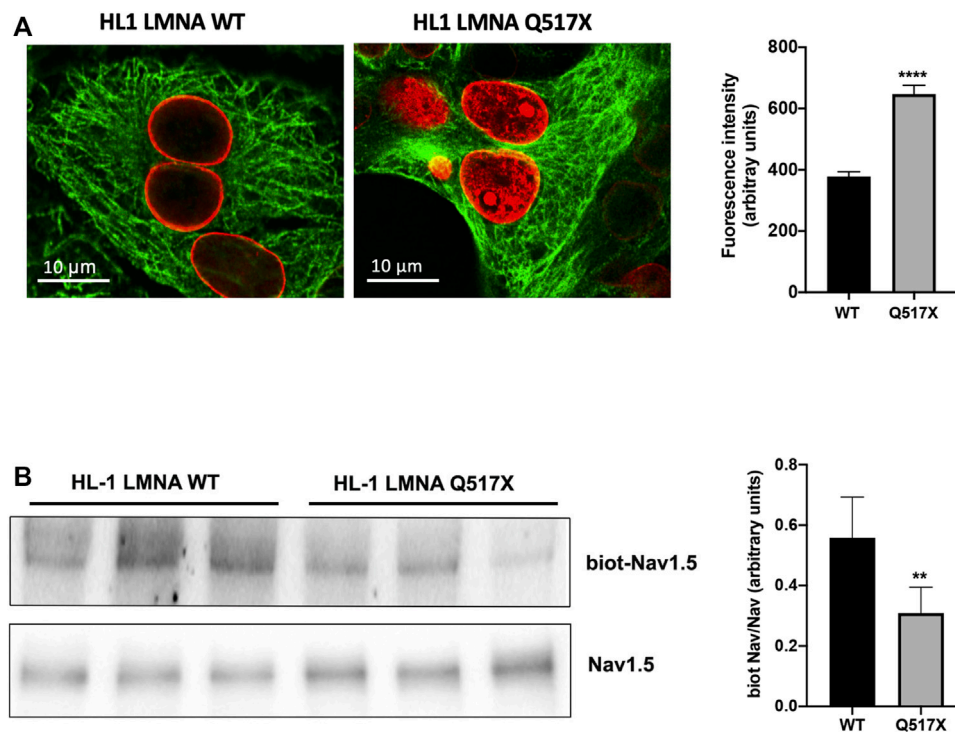 A
HL1 LMNA WT
HL1 LMNA Q517X
10 µm
10 µm
Fuorescence intensity
(arbitray units)
800
600
400
200
0
****
WT
Q517X
B
HL-1 LMNA WT
HL-1 LMNA Q517X
biot-Nav1.5
Nav1.5
biot Nav/Nav (arbitrary units)
0.8
0.6
0.4
0.2
0.0
**
WT
Q517X